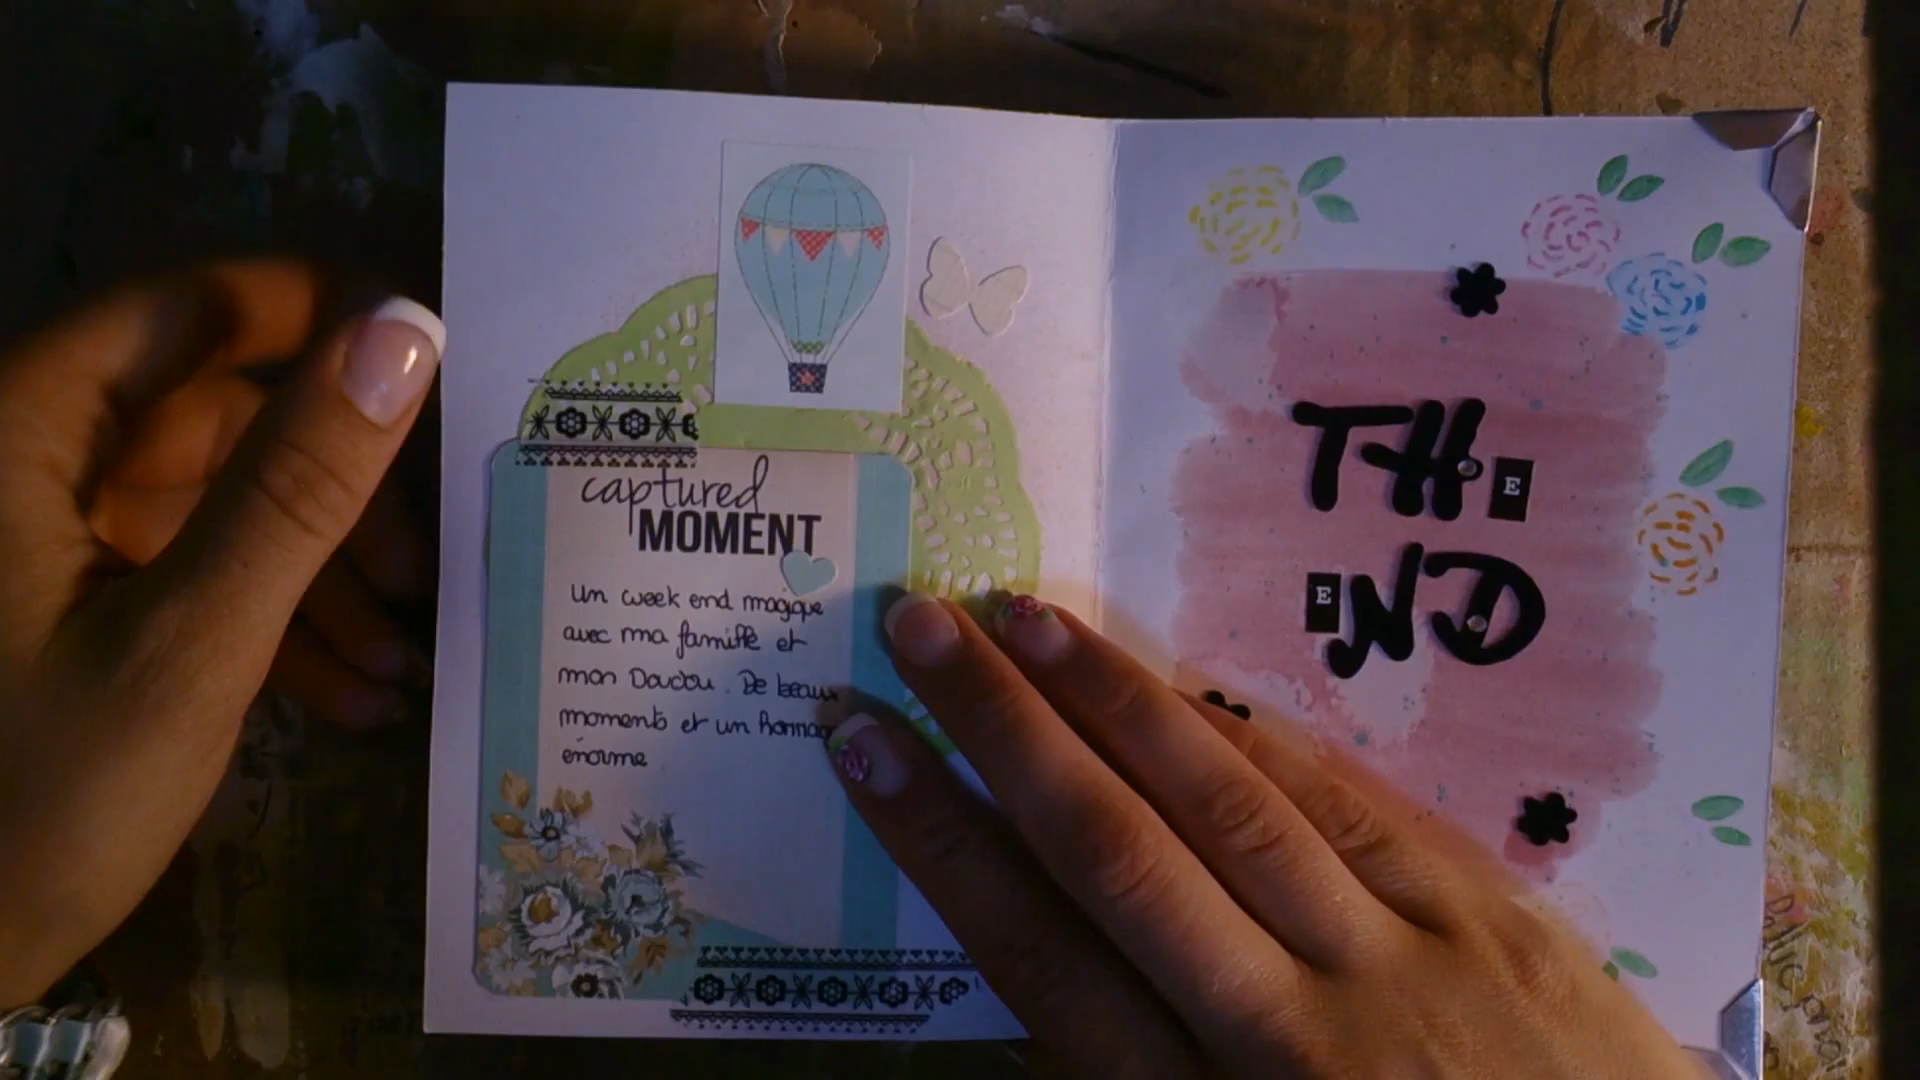 captured
MOMENT
Un week end magique
avec ma famille et
mon Doudou. De beaux
moments et un
énorme
THE
END